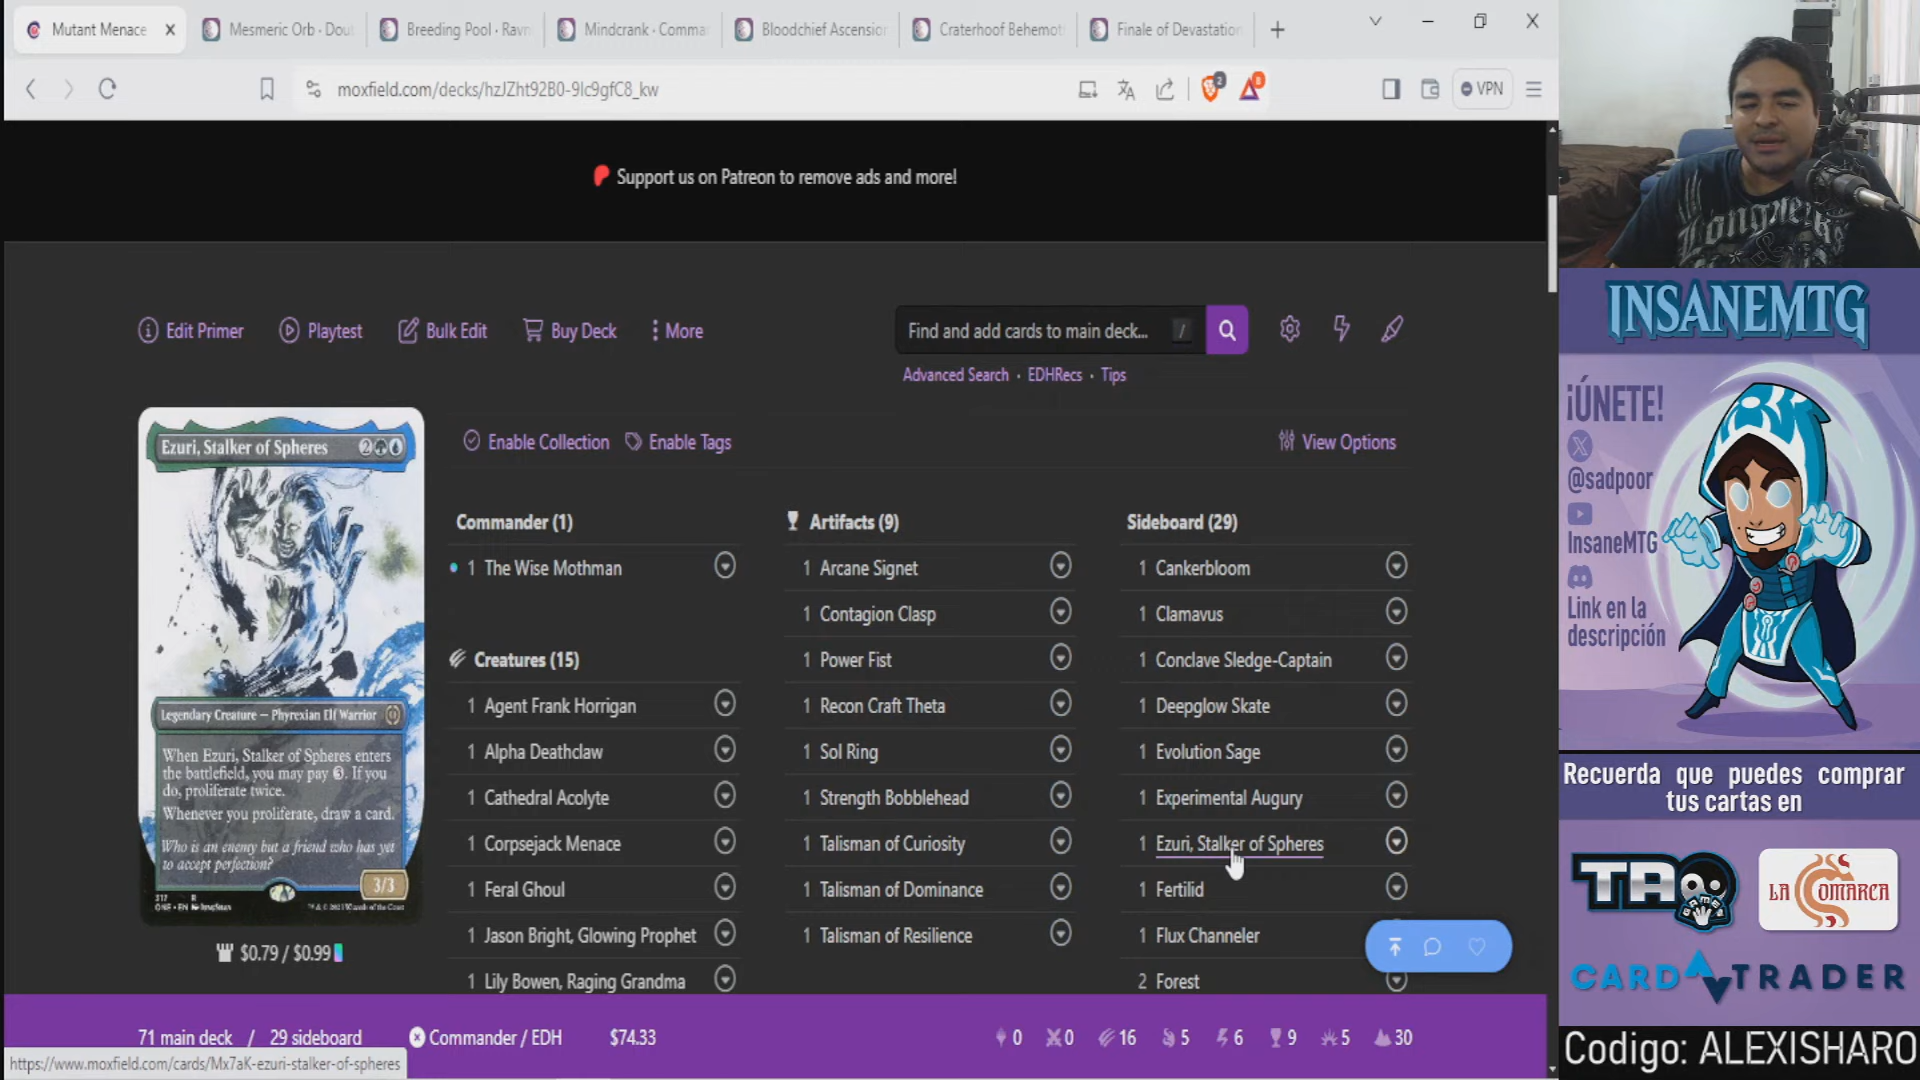 Mutant Menace
Mesmeric Orb · Dou
Breeding Pool · Ravn
Mindcrank · Comma
Bloodchief Ascension
Craterhoof Behemot
Finale of Devastation
moxfield.com/decks/hzJZht92B0-9lc9gfC8_kw
2
8
VPN
Support us on Patreon to remove ads and more!
Edit Primer
Playtest
Bulk Edit
Buy Deck
More
Find and add cards to main deck...
/
Advanced Search · EDHRecs · Tips
Enable Collection
Enable Tags
View Options
Ezuri, Stalker of Spheres
2
Legendary Creature — Phyrexian Elf Warrior
When Ezuri, Stalker of Spheres enters
the battlefield, you may pay 3. If you
do, proliferate twice.
Whenever you proliferate, draw a card.
Who is an enemy but a friend who has yet
to accept perfection?
3/3
317 R
ONE · EN
$0.79 / $0.99
Commander (1)
1 The Wise Mothman
Creatures (15)
1 Agent Frank Horrigan
1 Alpha Deathclaw
1 Cathedral Acolyte
1 Corpsejack Menace
1 Feral Ghoul
1 Jason Bright, Glowing Prophet
1 Lily Bowen, Raging Grandma
Artifacts (9)
1 Arcane Signet
1 Contagion Clasp
1 Power Fist
1 Recon Craft Theta
1 Sol Ring
1 Strength Bobblehead
1 Talisman of Curiosity
1 Talisman of Dominance
1 Talisman of Resilience
Sideboard (29)
1 Cankerbloom
1 Clamavus
1 Conclave Sledge-Captain
1 Deepglow Skate
1 Evolution Sage
1 Experimental Augury
1 Ezuri, Stalker of Spheres
1 Fertilid
1 Flux Channeler
2 Forest
71 main deck / 29 sideboard
Commander / EDH
$74.33
0
0
16
5
6
9
5
30
https://www.moxfield.com/cards/Mx7aK-ezuri-stalker-of-spheres
INSANEMTG
¡ÚNETE!
@sadpoor
InsaneMTG
Link en la
descripción
Recuerda que puedes comprar
tus cartas en
TAO
GAMES
LA COMARCA
CARD TRADER
Codigo: ALEXISHARO